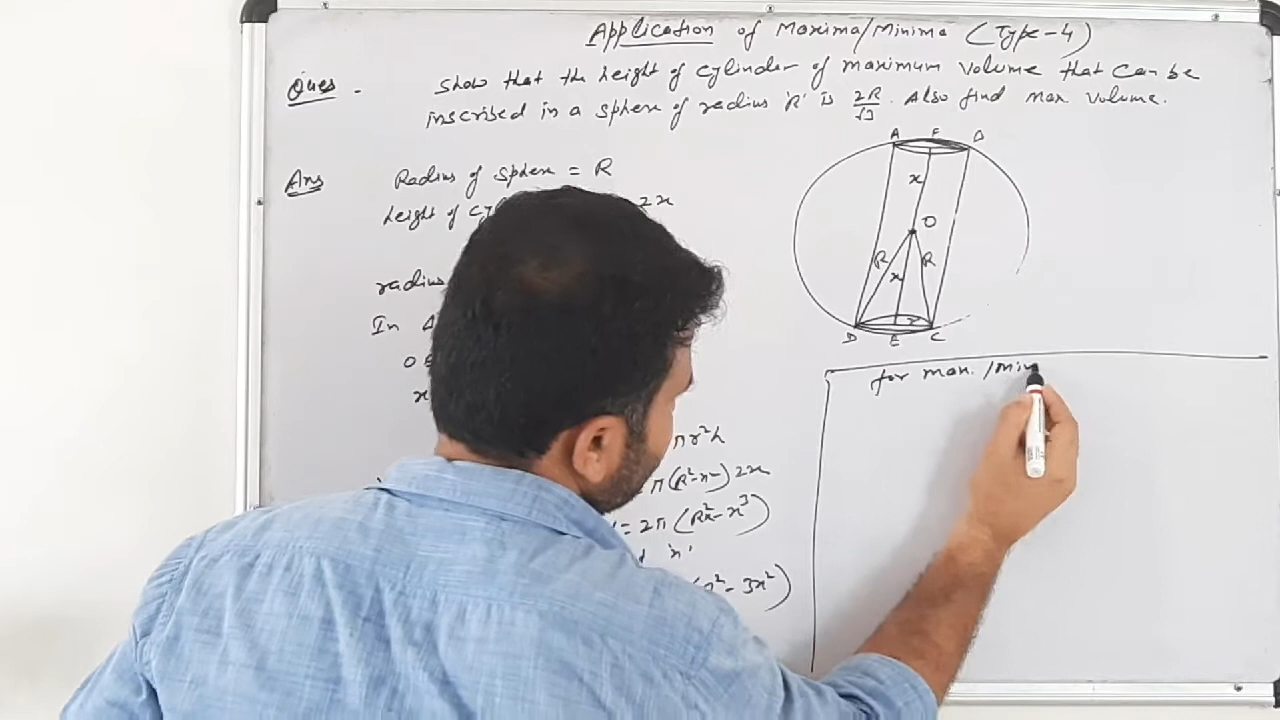 Application of Maxima/Minima (Type-4)
Ques. Show that the height of cylinder of maximum volume that can be
inscribed in a sphere of radius 'R' is 2R/√3. Also find max volume.
Ans Radius of sphere = R
height of cy 2x
radius
In Δ
O
x
πr²h
= π(R²-x²)2x
= 2π(R²x-x³)
'x'
²-3x²)
A F B
x
O
R R
x
r
D E C
for max. /min